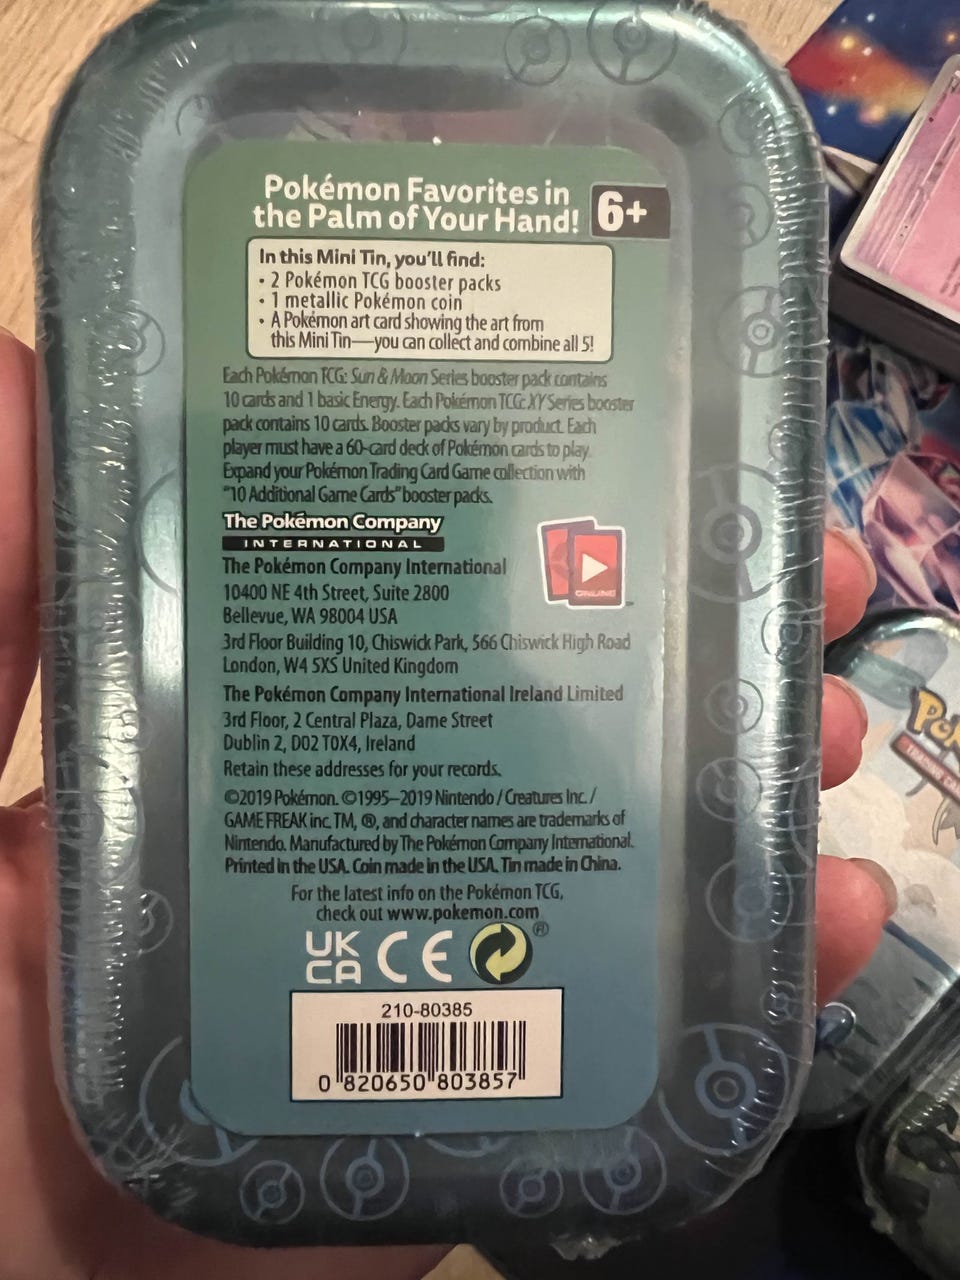 Pokémon Favorites in
the Palm of Your Hand!
6+
In this Mini Tin, you'll find:
• 2 Pokémon TCG booster packs
• 1 metallic Pokémon coin
• A Pokémon art card showing the art from
this Mini Tin—you can collect and combine all 5!
Each Pokémon TCG: Sun & Moon Series booster pack contains
10 cards and 1 basic Energy. Each Pokémon TCG: XY Series booster
pack contains 10 cards. Booster packs vary by product. Each
player must have a 60-card deck of Pokémon cards to play.
Expand your Pokémon Trading Card Game collection with
"10 Additional Game Cards" booster packs.
The Pokémon Company
INTERNATIONAL
ONLINE
The Pokémon Company International
10400 NE 4th Street, Suite 2800
Bellevue, WA 98004 USA
3rd Floor Building 10, Chiswick Park, 566 Chiswick High Road
London, W4 5XS United Kingdom
The Pokémon Company International Ireland Limited
3rd Floor, 2 Central Plaza, Dame Street
Dublin 2, D02 T0X4, Ireland
Retain these addresses for your records.
©2019 Pokémon. ©1995–2019 Nintendo / Creatures Inc. /
GAME FREAK inc. TM, ®, and character names are trademarks of
Nintendo. Manufactured by The Pokémon Company International.
Printed in the USA. Coin made in the USA. Tin made in China.
For the latest info on the Pokémon TCG,
check out www.pokemon.com
UK
CA
CE
®
210-80385
0 820650 803857